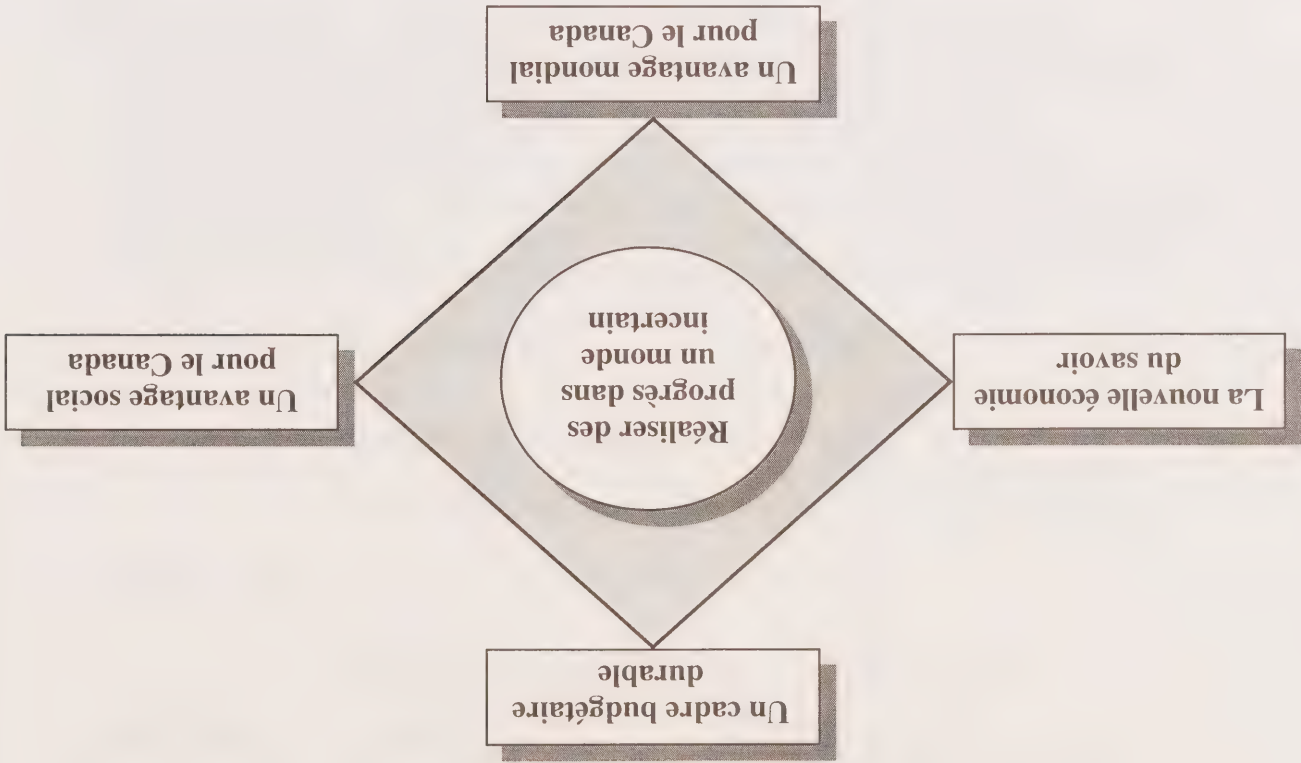 Un cadre budgétaire
durable
La nouvelle économie
du savoir
Réaliser des
progrès dans
un monde
incertain
Un avantage social
pour le Canada
Un avantage mondial
pour le Canada